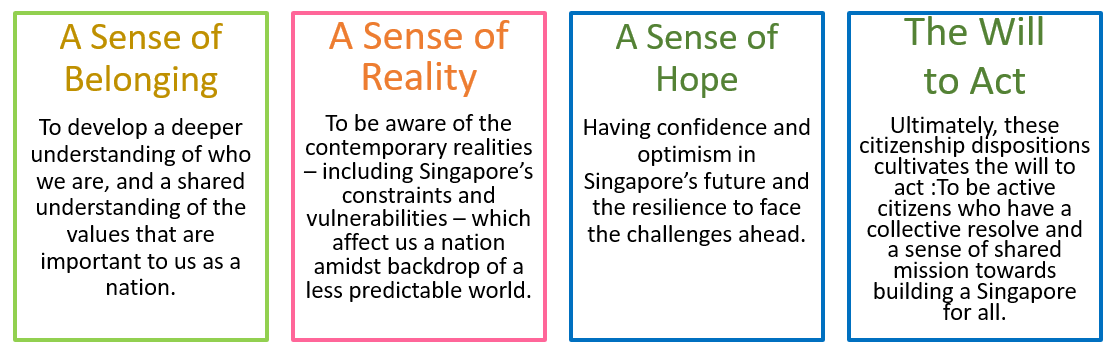 A Sense of
Belonging
To develop a deeper
understanding of who
we are, and a shared
understanding of the
values that are
important to us as a
nation.
A Sense of
Reality
To be aware of the
contemporary realities
– including Singapore’s
constraints and
vulnerabilities – which
affect us a nation
amidst backdrop of a
less predictable world.
A Sense of
Hope
Having confidence and
optimism in
Singapore’s future and
the resilience to face
the challenges ahead.
The Will
to Act
Ultimately, these
citizenship dispositions
cultivates the will to
act :To be active
citizens who have a
collective resolve and
a sense of shared
mission towards
building a Singapore
for all.